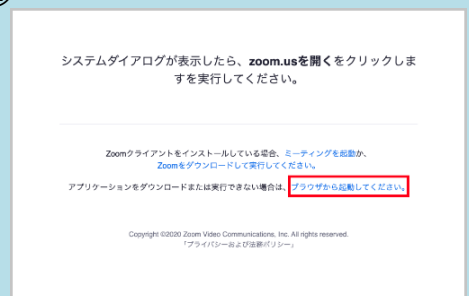 システムダイアログが表示したら、zoom.usを開くをクリックしま
すを実行してください。
Zoomクライアントをインストールしている場合、ミーティングを起動か、
Zoomをダウンロードして実行してください。
アプリケーションをダウンロードまたは実行できない場合は、ブラウザから起動してください。
Copyright ©2020 Zoom Video Communications, Inc. All rights reserved.
「プライバシーおよび法務ポリシー」